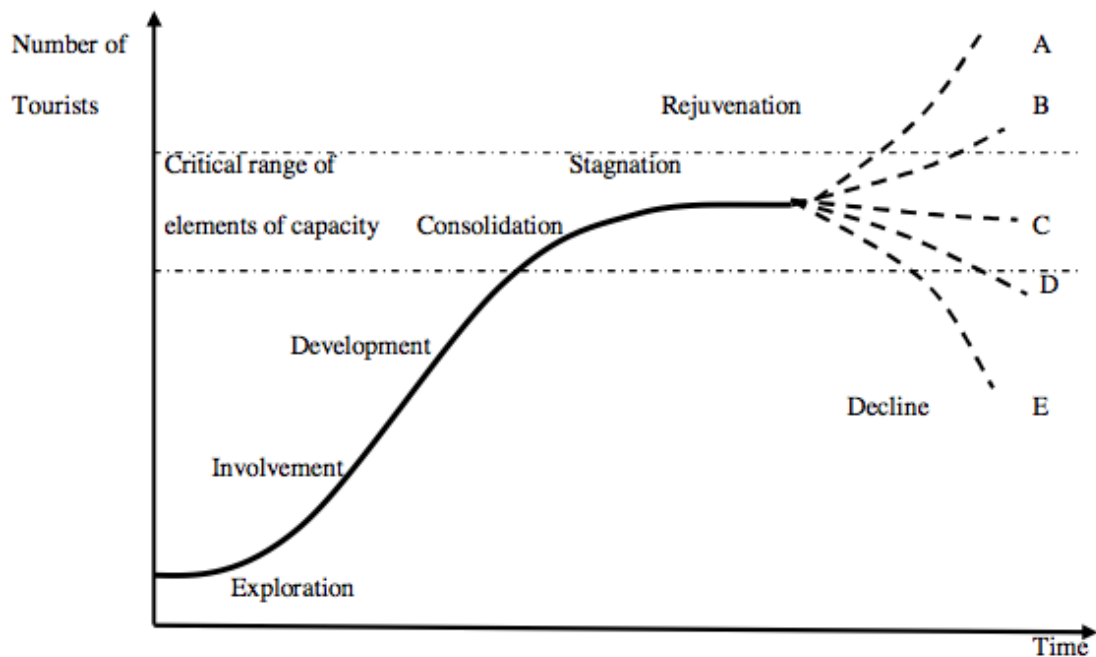 Number of
Tourists
A
Rejuvenation
B
Critical range of
Stagnation
elements of capacity
Consolidation
C
D
Development
Decline
E
Involvement
Exploration
Time